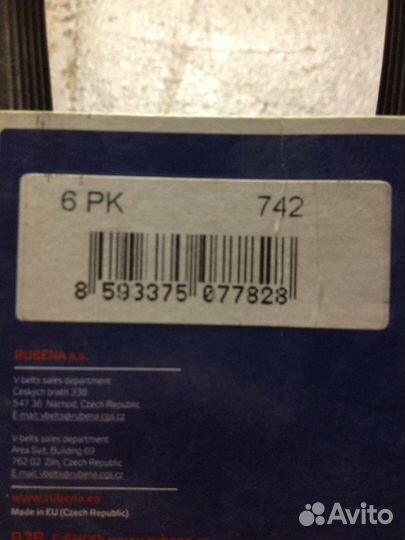 6 PK 742
8 593375 077828
RUBENA a.s.
V-belts sales department
Českých bratří 338
547 36 Náchod, Czech Republic
E-mail: vbelts@rubena.cgs.cz
V-belts sales department
Area Svit, Building 69
762 02 Zlín, Czech Republic
E-mail: vbelts@rubena.cgs.cz
www.rubena.eu
Made in EU (Czech Republic)
B2B E-SHOP:
Avito